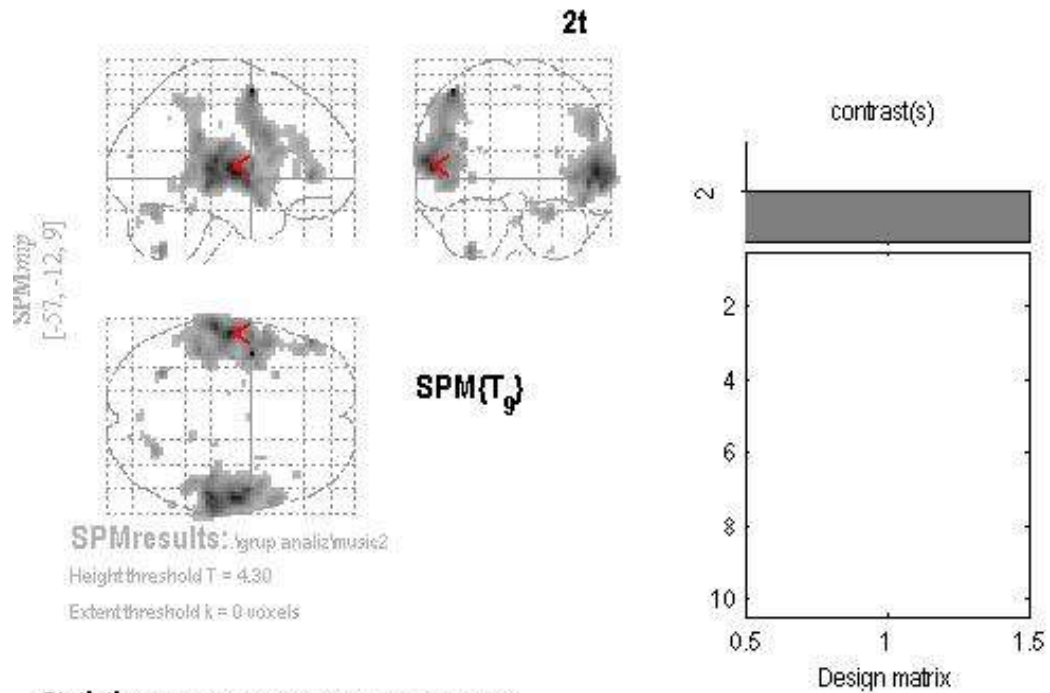 2t
SPMmip
[-57, -12, 9]
SPM{T9}
SPMresults: .\grup analiz\music2
Height threshold T = 4.30
Extent threshold k = 0 voxels
contrast(s)
2
2
4
6
8
10
0.5 1 1.5
Design matrix